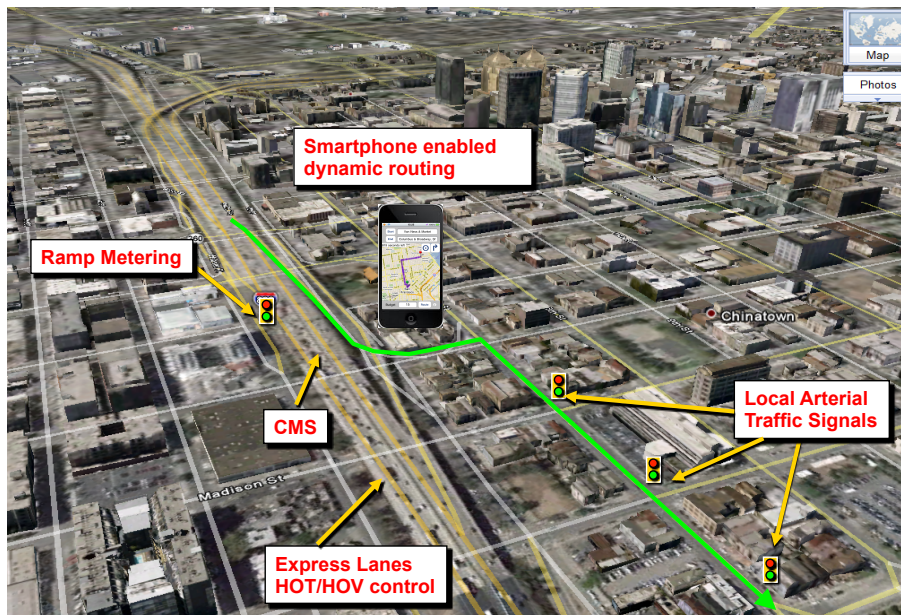 Map
Photos
Smartphone enabled
dynamic routing
Ramp Metering
Chinatown
Local Arterial
Traffic Signals
CMS
Madison St
Express Lanes
HOT/HOV control